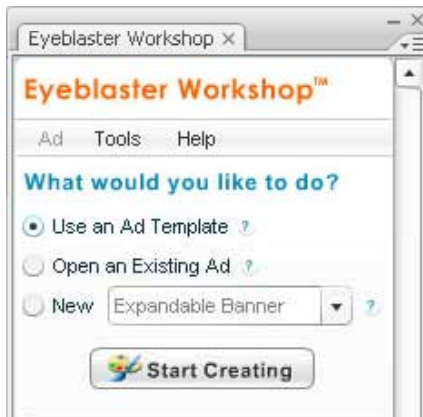 Eyeblaster Workshop
Eyeblaster Workshop™
Ad Tools Help
What would you like to do?
Use an Ad Template ?
Open an Existing Ad ?
New Expandable Banner ?
Start Creating